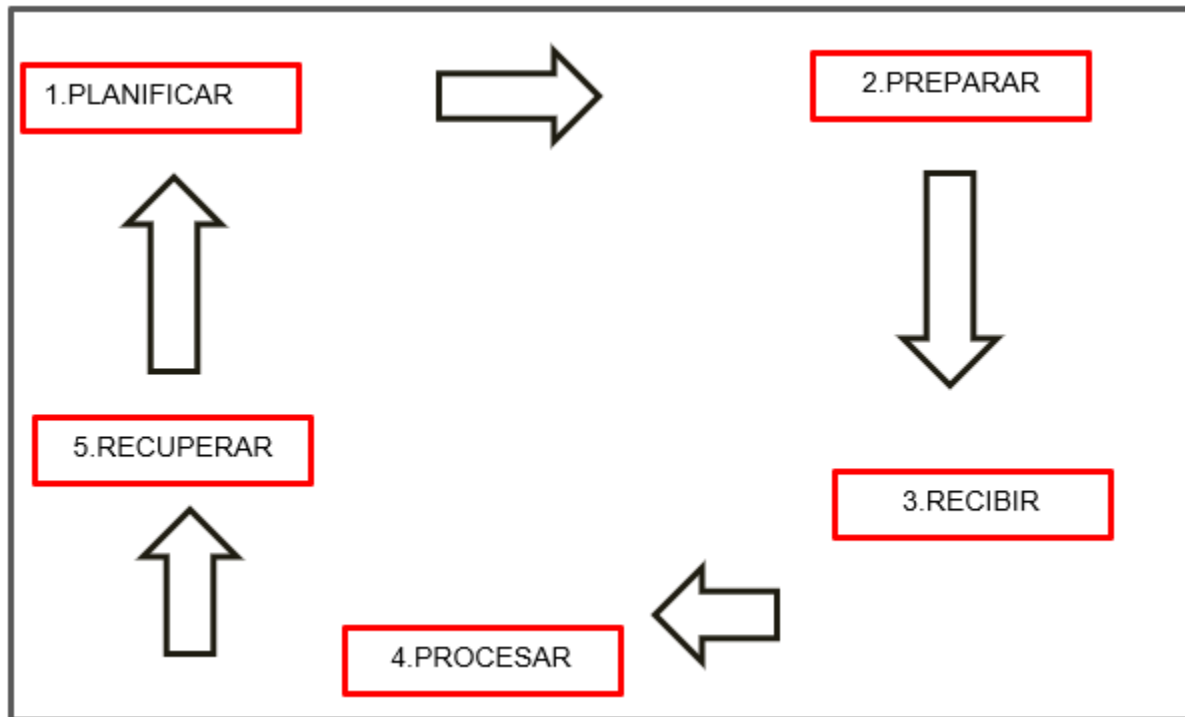 1.PLANIFICAR
2.PREPARAR
3.RECIBIR
4.PROCESAR
5.RECUPERAR